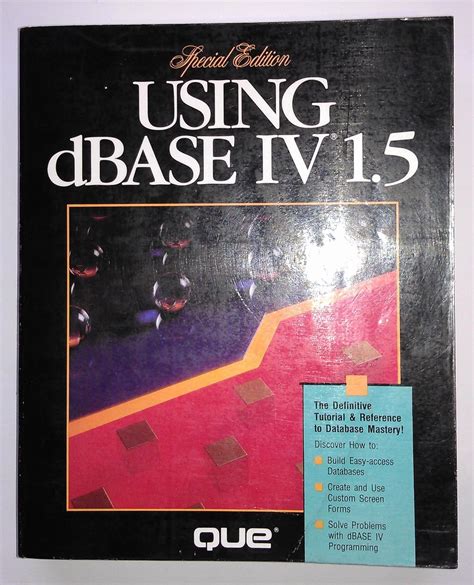 Special Edition
USING
dBASE IV® 1.5
The Definitive
Tutorial & Reference
to Database Mastery!
Discover How to:
Build Easy-access
Databases
Create and Use
Custom Screen
Forms
Solve Problems
with dBASE IV
Programming
QUE®